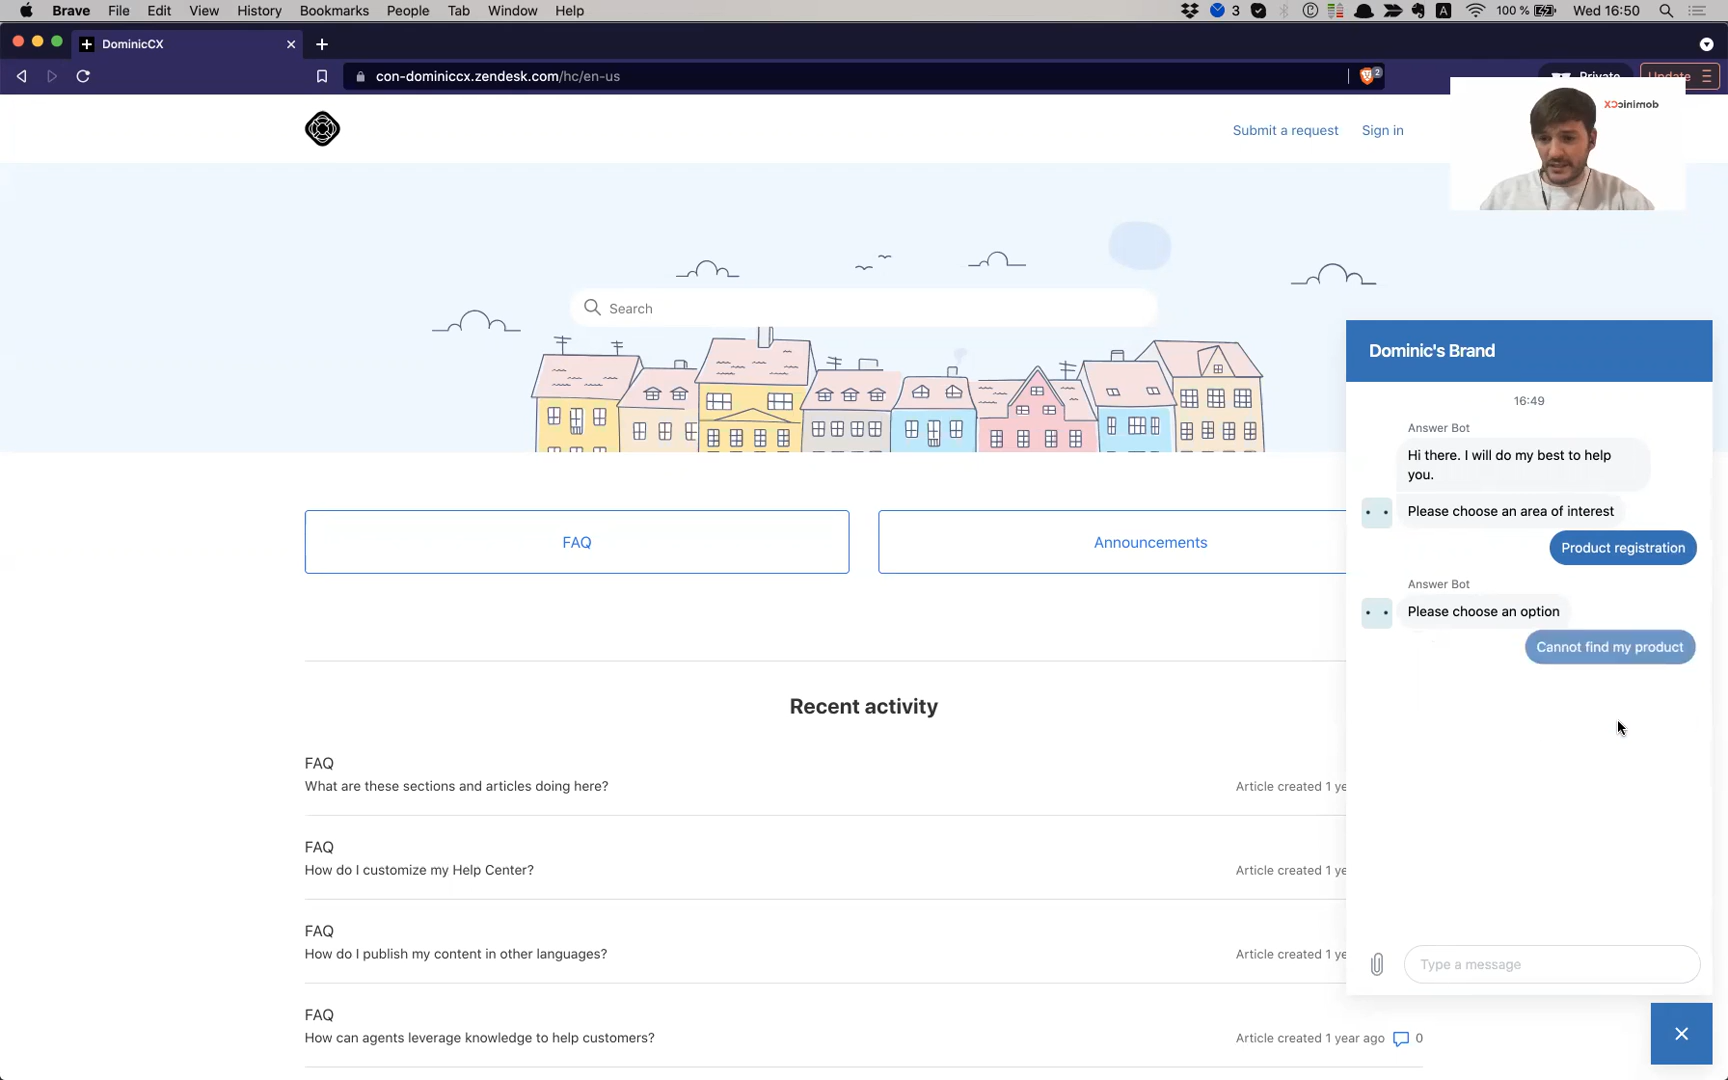 Brave File Edit View History Bookmarks People Tab Window Help
3 A 100 % Wed 16:50
DominicCX
con-dominiccx.zendesk.com/hc/en-us
2 Private Update
dominicCX
Submit a request Sign in
Search
Dominic's Brand
16:49
Answer Bot
Hi there. I will do my best to help
you.
Please choose an area of interest
Product registration
Answer Bot
Please choose an option
Cannot find my product
Type a message
FAQ Announcements
Recent activity
FAQ
What are these sections and articles doing here? Article created 1 ye
FAQ
How do I customize my Help Center? Article created 1 ye
FAQ
How do I publish my content in other languages? Article created 1 ye
FAQ
How can agents leverage knowledge to help customers? Article created 1 year ago 0